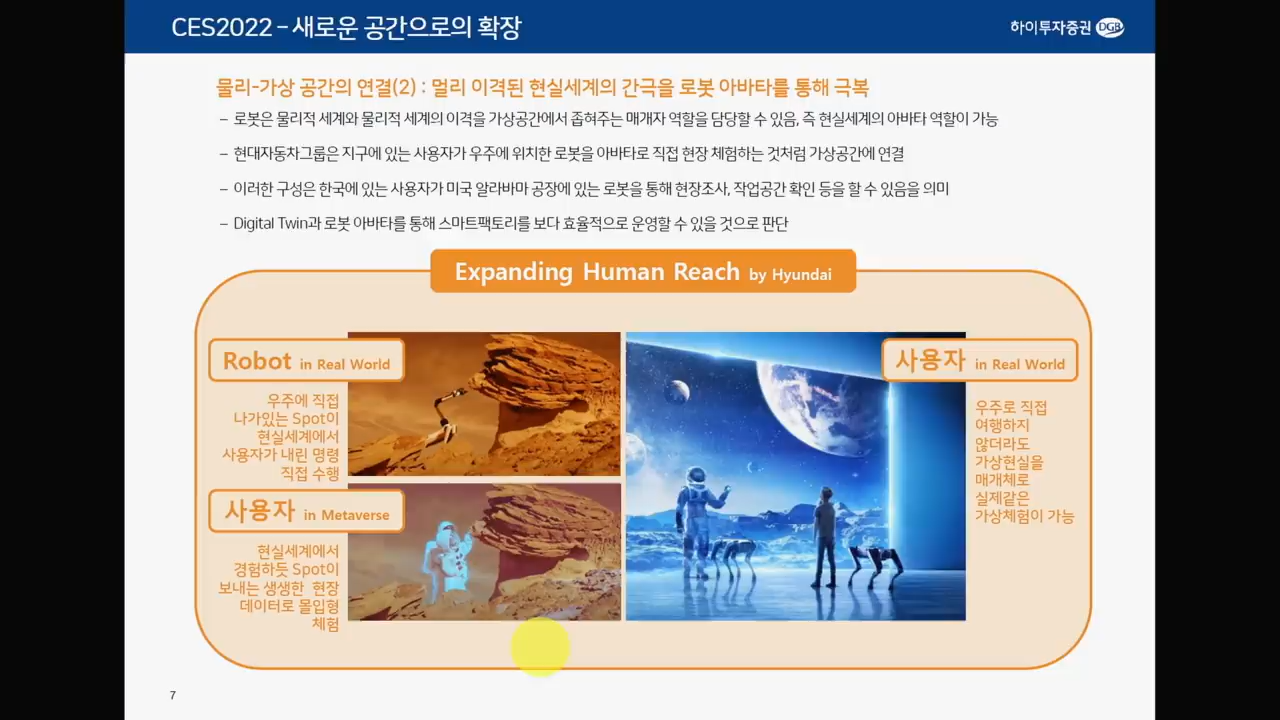 CES2022 – 새로운 공간으로의 확장
하이투자증권 DGB
물리-가상 공간의 연결(2) : 멀리 이격된 현실세계의 간극을 로봇 아바타를 통해 극복
– 로봇은 물리적 세계와 물리적 세계의 이격을 가상공간에서 좁혀주는 매개자 역할을 담당할 수 있음, 즉 현실세계의 아바타 역할이 가능
– 현대자동차그룹은 지구에 있는 사용자가 우주에 위치한 로봇을 아바타로 직접 현장 체험하는 것처럼 가상공간에 연결
– 이러한 구성은 한국에 있는 사용자가 미국 알라바마 공장에 있는 로봇을 통해 현장조사, 작업공간 확인 등을 할 수 있음을 의미
– Digital Twin과 로봇 아바타를 통해 스마트팩토리를 보다 효율적으로 운영할 수 있을 것으로 판단
Expanding Human Reach by Hyundai
Robot in Real World
우주에 직접
나가있는 Spot이
현실세계에서
사용자가 내린 명령
직접 수행
사용자 in Metaverse
현실세계에서
경험하듯 Spot이
보내는 생생한 현장
데이터로 몰입형
체험
사용자 in Real World
우주로 직접
여행하지
않더라도
가상현실을
매개체로
실제같은
가상체험이 가능
7